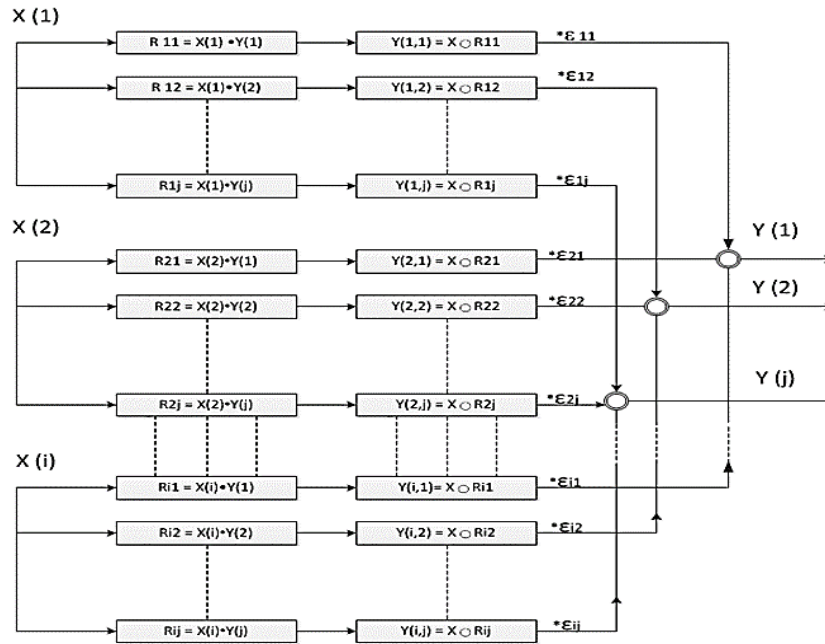 X (1)
R 11 = X(1) •Y(1) Y(1,1) = X ○ R11 *ε 11
R 12 = X(1)•Y(2) Y(1,2) = X ○ R12 *ε12
R1j = X(1)•Y(j) Y(1,j) = X ○ R1j *ε1j
X (2)
R21 = X(2)•Y(1) Y(2,1) = X ○ R21 *ε21 Y (1)
R22 = X(2)•Y(2) Y(2,2) = X ○ R22 *ε22 Y (2)
R2j = X(2)•Y(j) Y(2,j) = X ○ R2j *ε2j Y (j)
X (i)
Ri1 = X(i)•Y(1) Y(i,1)= X ○ Ri1 *εi1
Ri2 = X(i)•Y(2) Y(i,2) = X ○ Ri2 *εi2
Rij = X(i)•Y(j) Y(i,j) = X ○ Rij *εij